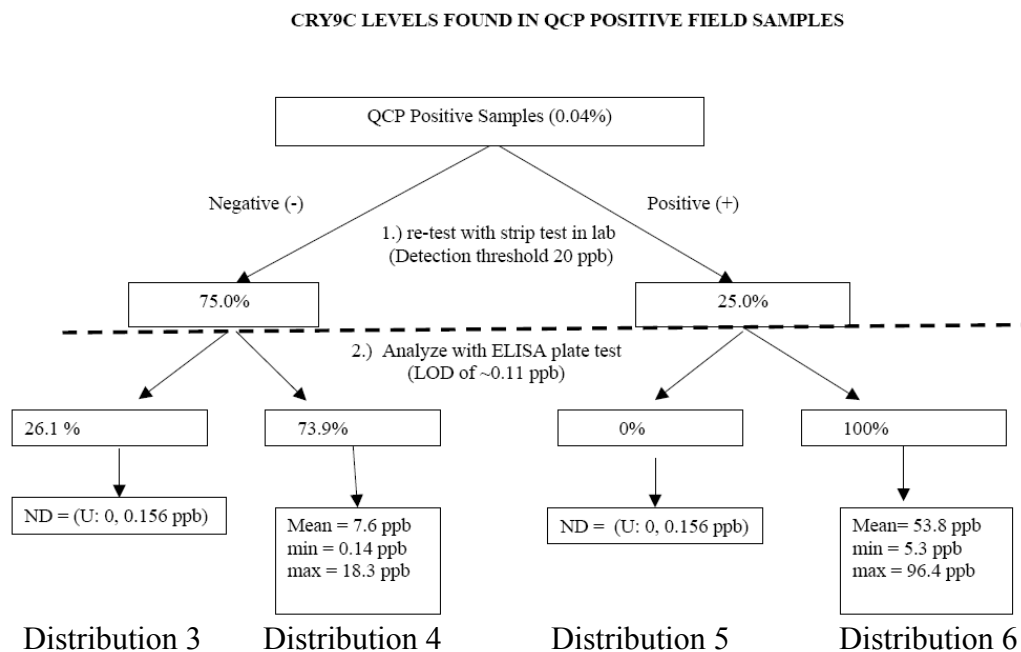 CRY9C LEVELS FOUND IN QCP POSITIVE FIELD SAMPLES
QCP Positive Samples (0.04%)
Negative (-)
Positive (+)
1.) re-test with strip test in lab
(Detection threshold 20 ppb)
75.0%
25.0%
2.) Analyze with ELISA plate test
(LOD of ~0.11 ppb)
26.1 %
73.9%
0%
100%
ND = (U: 0, 0.156 ppb)
Mean = 7.6 ppb
min = 0.14 ppb
max = 18.3 ppb
ND = (U: 0, 0.156 ppb)
Mean= 53.8 ppb
min = 5.3 ppb
max = 96.4 ppb
Distribution 3
Distribution 4
Distribution 5
Distribution 6